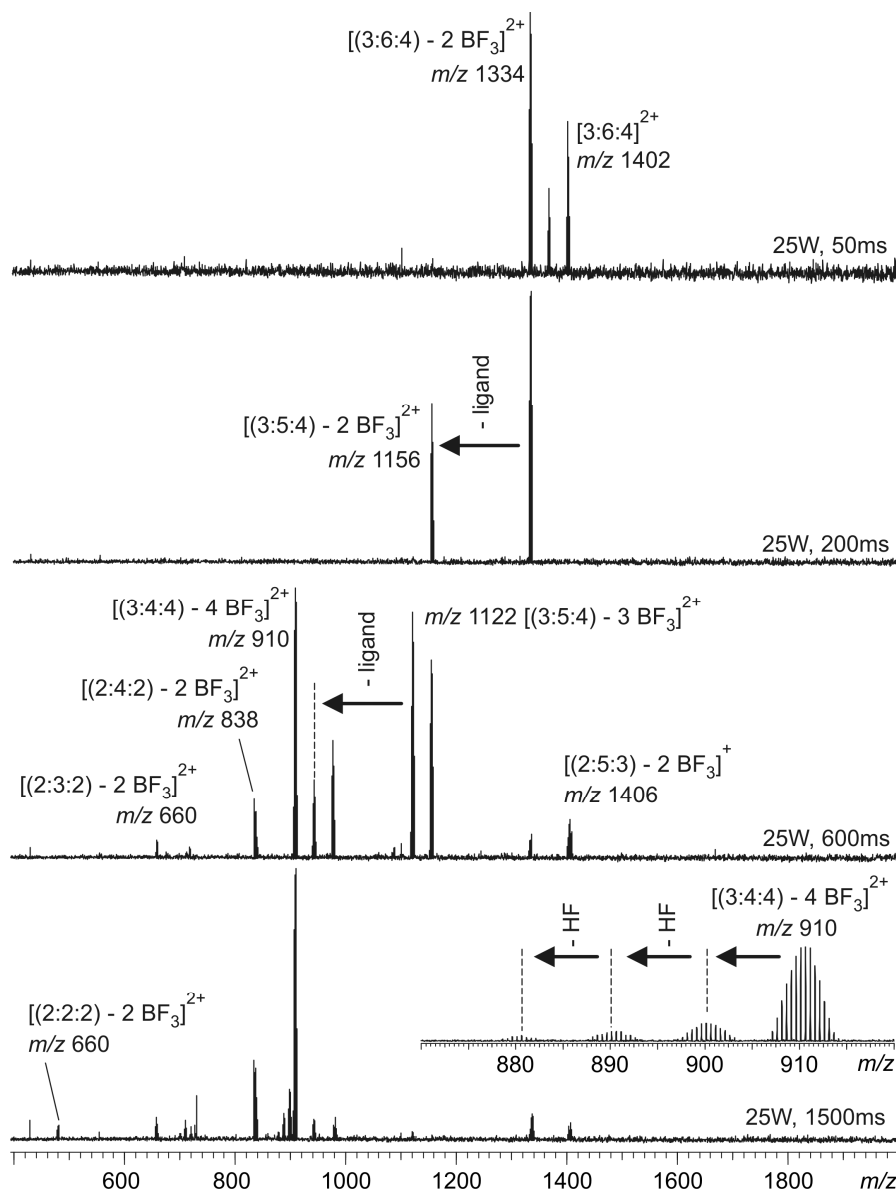 [(3:6:4) - 2 BF3]2+
m/z 1334
[3:6:4]2+
m/z 1402
25W, 50ms
- ligand
[(3:5:4) - 2 BF3]2+
m/z 1156
25W, 200ms
[(3:4:4) - 4 BF3]2+
m/z 910
- ligand
m/z 1122 [(3:5:4) - 3 BF3]2+
[(2:4:2) - 2 BF3]2+
m/z 838
[(2:3:2) - 2 BF3]2+
m/z 660
[(2:5:3) - 2 BF3]+
m/z 1406
25W, 600ms
[(3:4:4) - 4 BF3]2+
m/z 910
- HF
- HF
880 890 900 910 m/z
[(2:2:2) - 2 BF3]2+
m/z 660
25W, 1500ms
600 800 1000 1200 1400 1600 1800 m/z